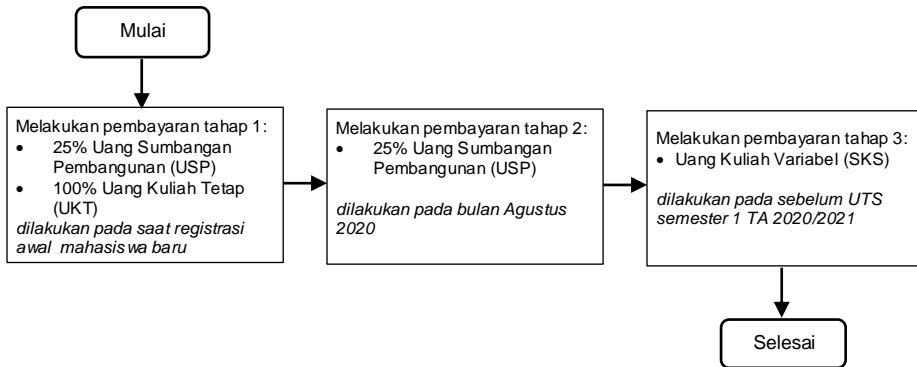 Mulai
Melakukan pembayaran tahap 1:
• 25% Uang Sumbangan
Pembangunan (USP)
• 100% Uang Kuliah Tetap
(UKT)
dilakukan pada saat registrasi
awal mahasiswa baru
Melakukan pembayaran tahap 2:
• 25% Uang Sumbangan
Pembangunan (USP)
dilakukan pada bulan Agustus
2020
Melakukan pembayaran tahap 3:
• Uang Kuliah Variabel (SKS)
dilakukan pada sebelum UTS
semester 1 TA 2020/2021
Selesai